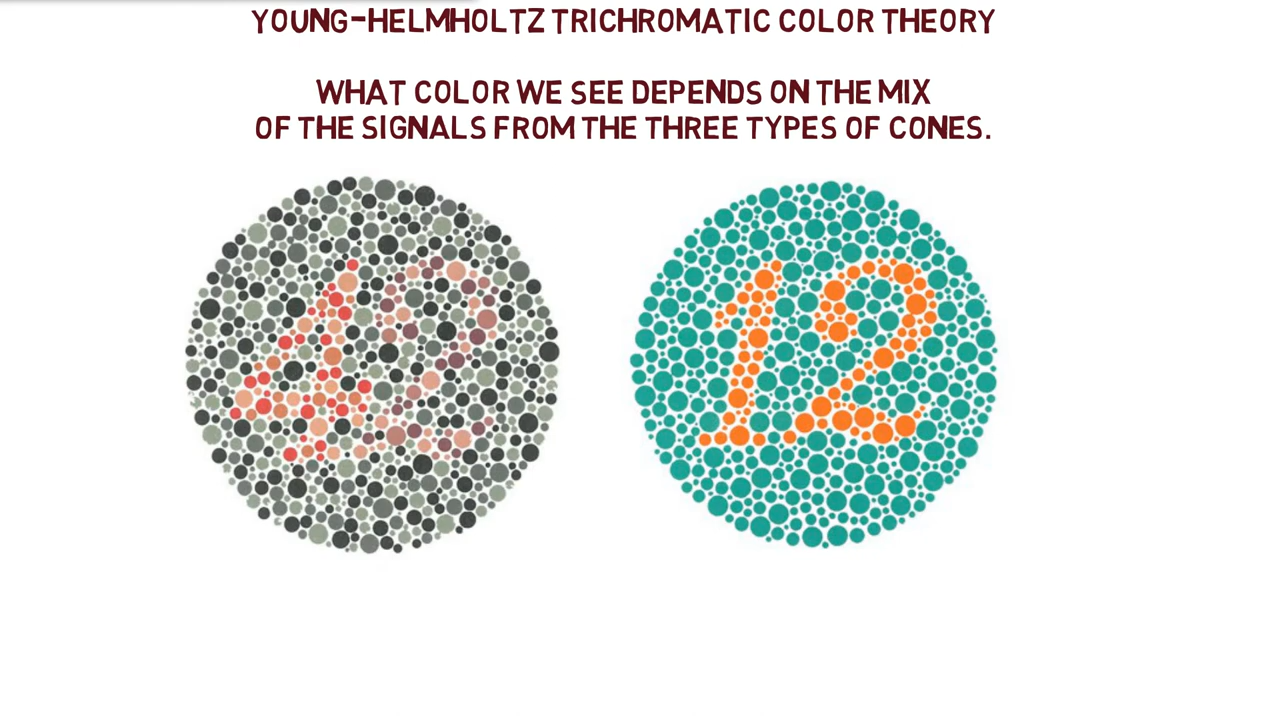 YOUNG-HELMHOLTZ TRICHROMATIC COLOR THEORY
WHAT COLOR WE SEE DEPENDS ON THE MIX
OF THE SIGNALS FROM THE THREE TYPES OF CONES.
42
12